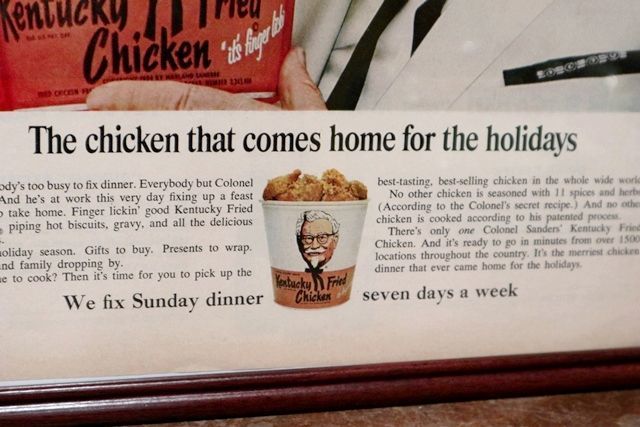 Kentucky Fried
Chicken "it's finger lick
The chicken that comes home for the holidays
ody's too busy to fix dinner. Everybody but Colonel
And he's at work this very day fixing up a feast
o take home. Finger lickin' good Kentucky Fried
piping hot biscuits, gravy, and all the delicious
s.
oliday season. Gifts to buy. Presents to wrap.
nd family dropping by.
e to cook? Then it's time for you to pick up the
best-tasting, best-selling chicken in the whole wide world
No other chicken is seasoned with 11 spices and herbs
(According to the Colonel's secret recipe.) And no other
chicken is cooked according to his patented process.
There's only one Colonel Sanders' Kentucky Fried
Chicken. And it's ready to go in minutes from over 1500
locations throughout the country. It's the merriest chicken
dinner that ever came home for the holidays.
Kentucky Fried
Chicken
We fix Sunday dinner seven days a week